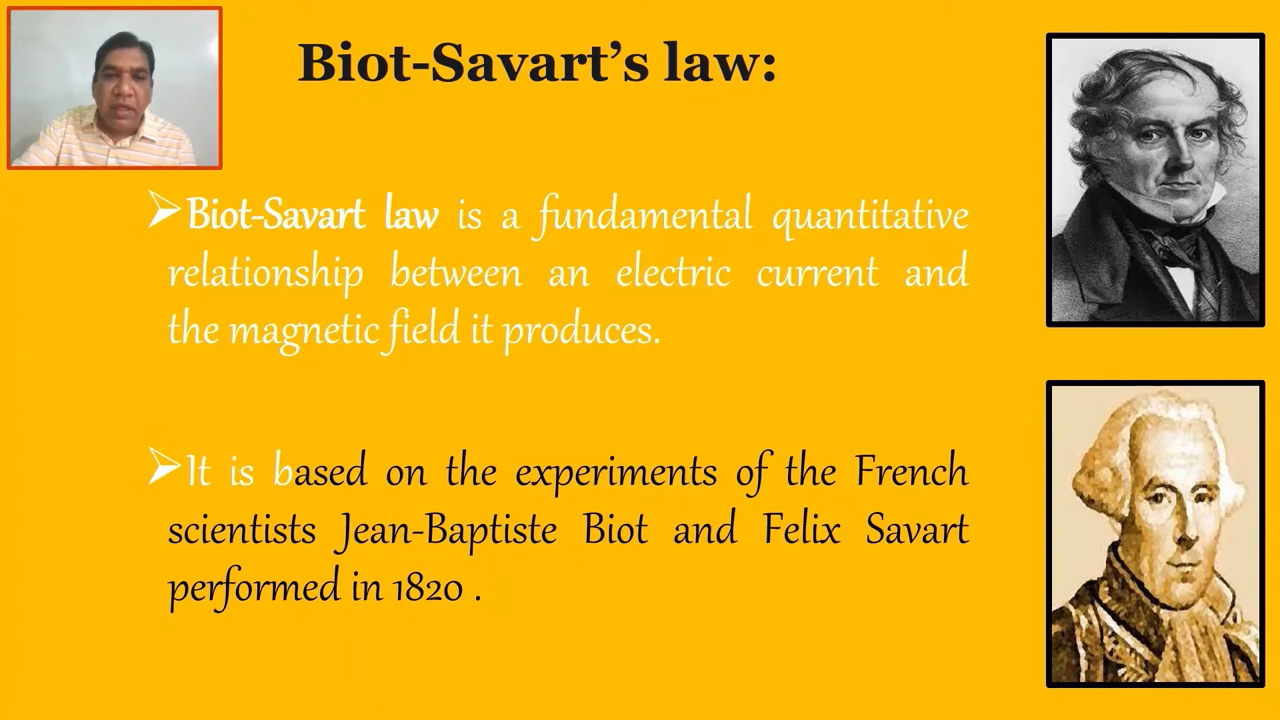 Biot-Savart’s law:
➢Biot-Savart law is a fundamental quantitative
relationship between an electric current and
the magnetic field it produces.
➢It is based on the experiments of the French
scientists Jean-Baptiste Biot and Felix Savart
performed in 1820 .